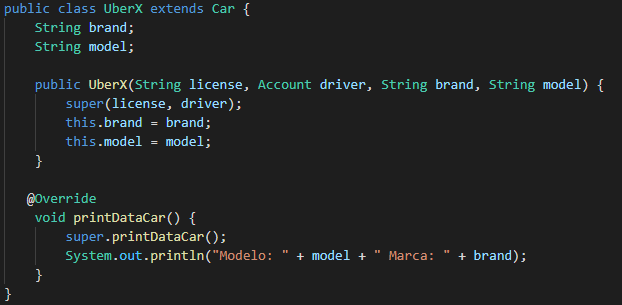 public class UberX extends Car {
    String brand;
    String model;

    public UberX(String license, Account driver, String brand, String model) {
        super(license, driver);
        this.brand = brand;
        this.model = model;
    }

    @Override
    void printDataCar() {
        super.printDataCar();
        System.out.println("Modelo: " + model + " Marca: " + brand);
    }
}